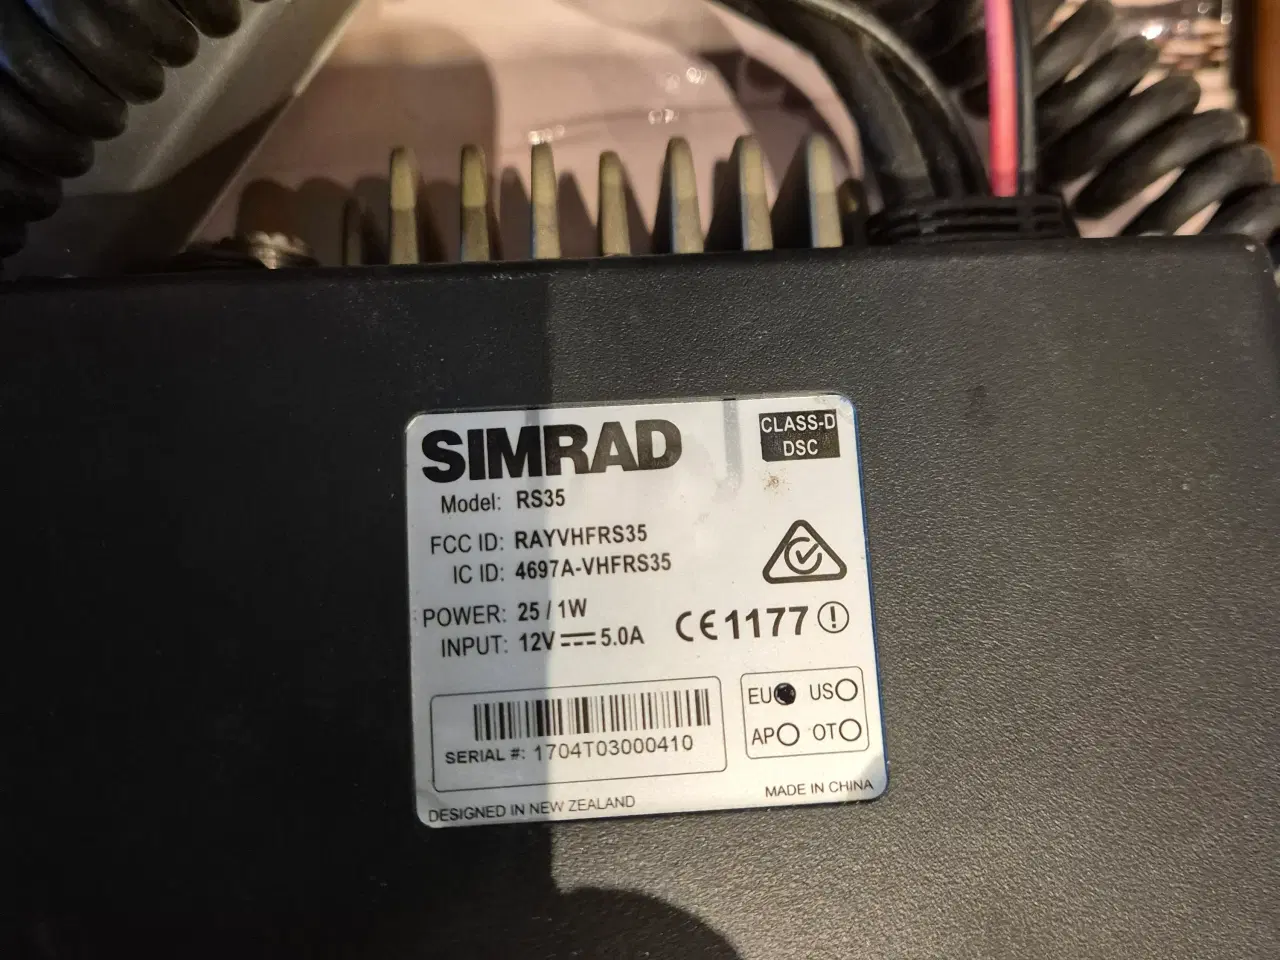 SIMRAD
CLASS-D
DSC
Model: RS35
FCC ID: RAYVHFRS35
IC ID: 4697A-VHFRS35
POWER: 25 / 1W
INPUT: 12V⎓5.0A
CE1177
EU US
AP OT
SERIAL #: 1704T03000410
DESIGNED IN NEW ZEALAND
MADE IN CHINA